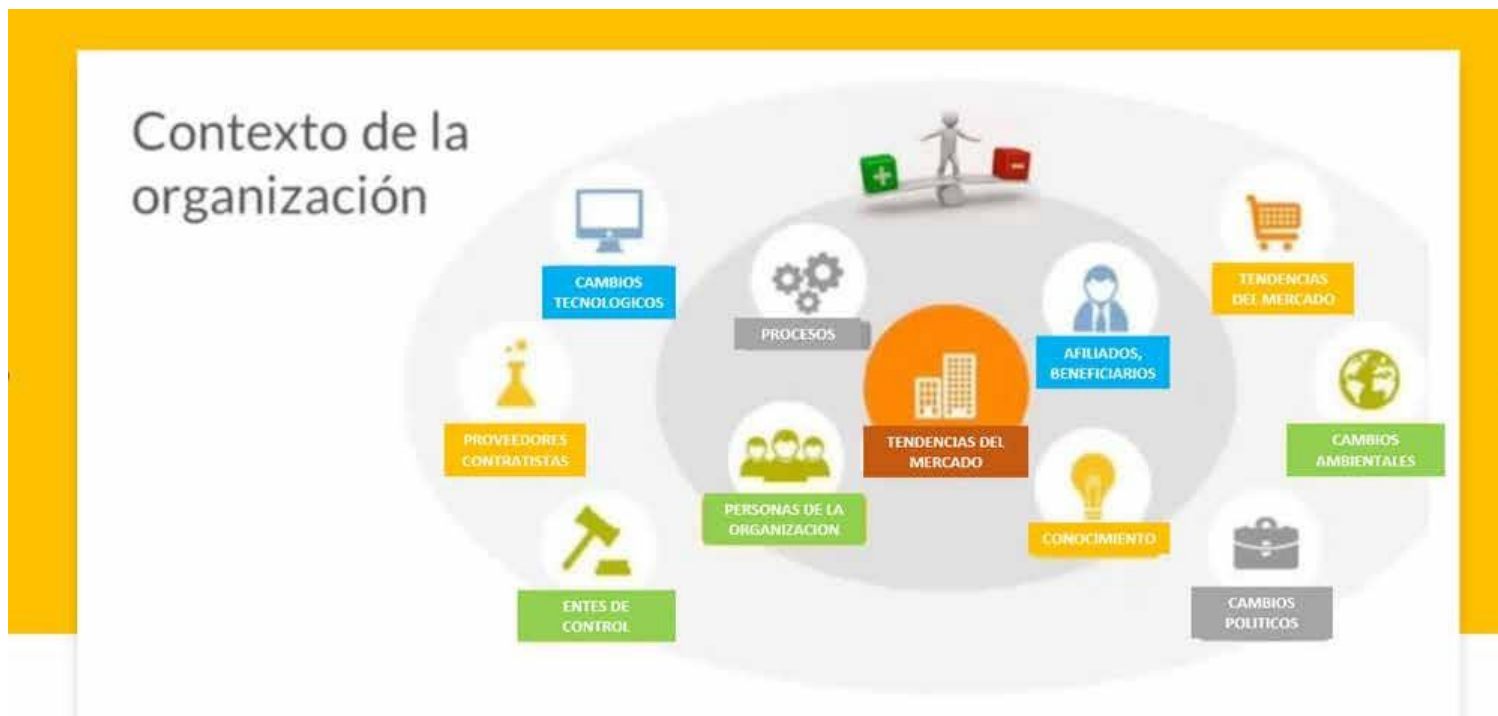 Contexto de la
organización
+
-
CAMBIOS
TECNOLOGICOS
PROCESOS
TENDENCIAS
DEL MERCADO
AFILIADOS,
BENEFICIARIOS
PROVEEDORES
CONTRATISTAS
TENDENCIAS DEL
MERCADO
CAMBIOS
AMBIENTALES
PERSONAS DE LA
ORGANIZACION
CONOCIMIENTO
ENTES DE
CONTROL
CAMBIOS
POLITICOS